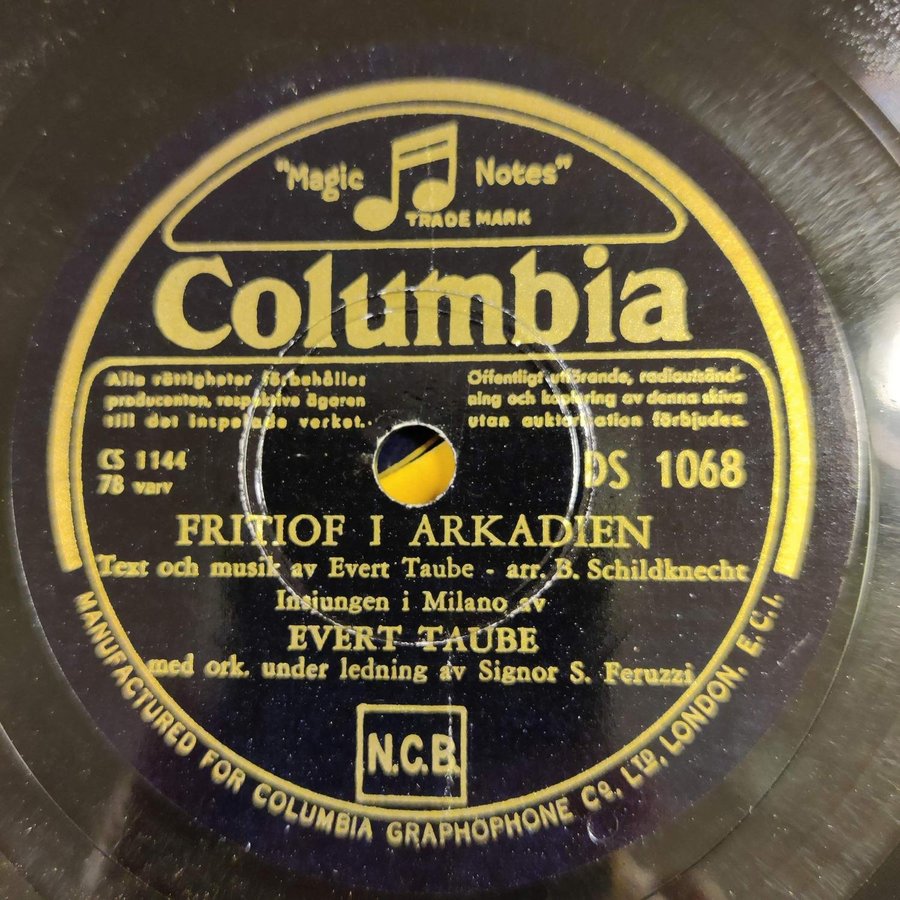 "Magic Notes"
TRADE MARK
Columbia
Alla rättigheter förbehålles
producenten, respektive ägaren
till det inspelade verket.
Offentligt utförande, radioutsänd-
ning och kopiering av denna skiva
utan auktorisation förbjudes.
CS 1144
78 varv
DS 1068
FRITIOF I ARKADIEN
Text och musik av Evert Taube - arr. B. Schildknecht
Insjungen i Milano av
EVERT TAUBE
med ork. under ledning av Signor S. Feruzzi
N.C.B.
MANUFACTURED FOR COLUMBIA GRAPHOPHONE CO., LTD, LONDON. E.C.1.